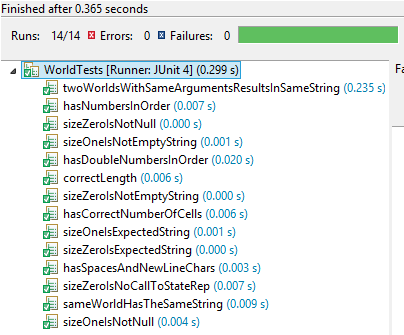 Finished after 0.365 seconds
Runs: 14/14 Errors: 0 Failures: 0
WorldTests [Runner: JUnit 4] (0.299 s)
Fa
twoWorldsWithSameArgumentsResultsInSameString (0.235 s)
hasNumbersInOrder (0.007 s)
sizeZeroIsNotNull (0.000 s)
sizeOneIsNotEmptyString (0.001 s)
hasDoubleNumbersInOrder (0.020 s)
correctLength (0.006 s)
sizeZeroIsNotEmptyString (0.000 s)
hasCorrectNumberOfCells (0.006 s)
sizeOneIsExpectedString (0.001 s)
sizeZeroIsExpectedString (0.000 s)
hasSpacesAndNewLineChars (0.003 s)
sizeZeroIsNoCallToStateRep (0.007 s)
sameWorldHasTheSameString (0.009 s)
sizeOneIsNotNull (0.004 s)